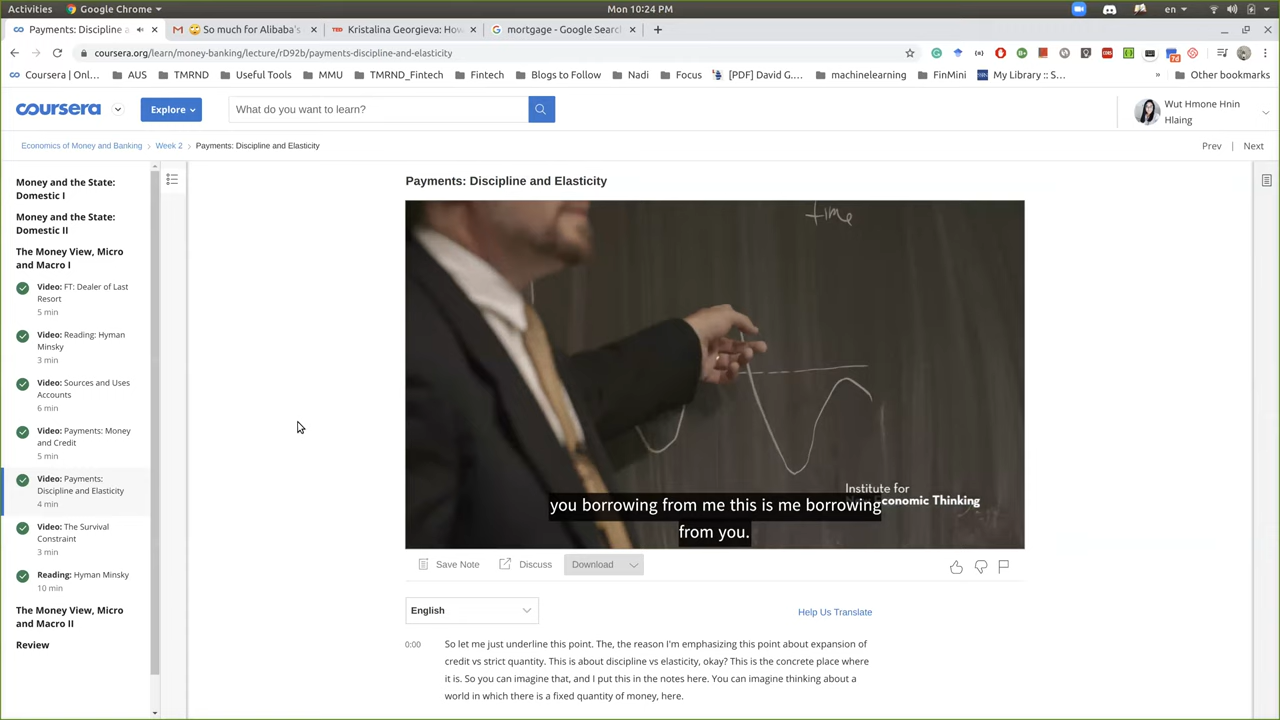 Activities
Google Chrome
Mon 10:24 PM
en
Payments: Discipline a
So much for Alibaba's
Kristalina Georgieva: Hov
mortgage - Google Search
coursera.org/learn/money-banking/lecture/rD92b/payments-discipline-and-elasticity
Coursera | Onl...
AUS
TMRND
Useful Tools
MMU
TMRND_Fintech
Fintech
Blogs to Follow
Nadi
Focus
[PDF] David G....
machinelearning
FinMini
My Library :: S...
»
Other bookmarks
coursera
Explore
What do you want to learn?
Wut Hmone Hnin
Hlaing
Economics of Money and Banking > Week 2 > Payments: Discipline and Elasticity
Prev | Next
Money and the State:
Domestic I
Money and the State:
Domestic II
The Money View, Micro
and Macro I
Video: FT: Dealer of Last
Resort
5 min
Video: Reading: Hyman
Minsky
3 min
Video: Sources and Uses
Accounts
6 min
Video: Payments: Money
and Credit
5 min
Video: Payments:
Discipline and Elasticity
4 min
Video: The Survival
Constraint
3 min
Reading: Hyman Minsky
10 min
The Money View, Micro
and Macro II
Review
Payments: Discipline and Elasticity
time
Institute for
conomic Thinking
you borrowing from me this is me borrowing
from you.
Save Note
Discuss
Download
English
Help Us Translate
0:00
So let me just underline this point. The, the reason I'm emphasizing this point about expansion of
credit vs strict quantity. This is about discipline vs elasticity, okay? This is the concrete place where
it is. So you can imagine that, and I put this in the notes here. You can imagine thinking about a
world in which there is a fixed quantity of money, here.